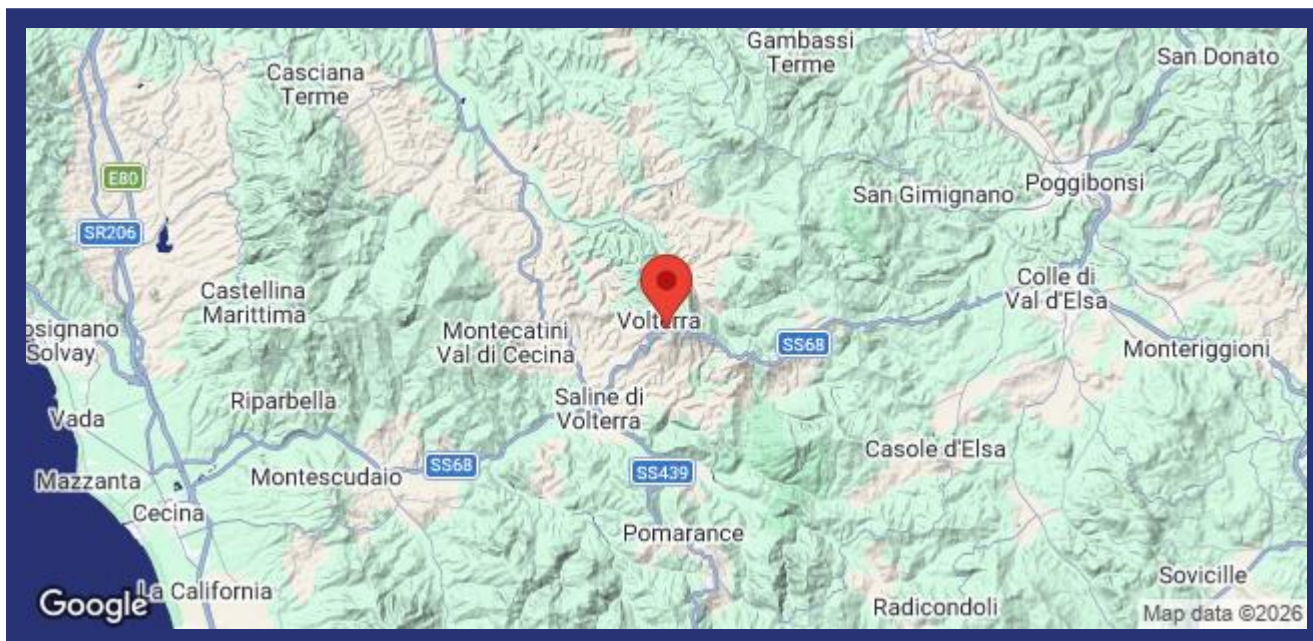 Gambassi
Terme
San Donato
Casciana
Terme
E80
San Gimignano
Poggibonsi
SR206
Castellina
Marittima
Colle di
Val d'Elsa
Volterra
osignano
Solvay
Montecatini
Val di Cecina
SS68
Monteriggioni
Riparbella
Saline di
Volterra
Vada
Casole d'Elsa
SS68
SS439
Mazzanta
Montescudaio
Cecina
Pomarance
Sovicille
La California
Radicondoli
Google
Map data ©2026